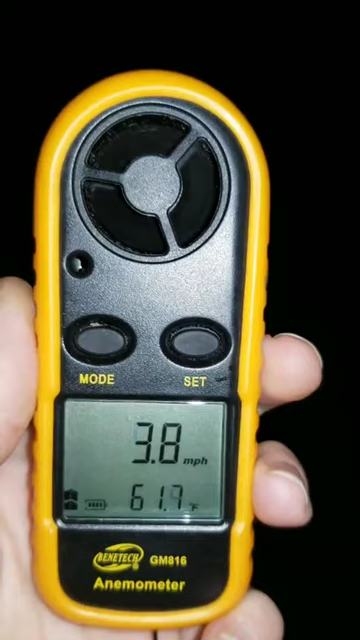 MODE SET
3.8 mph
61.7 °F
BENETECH GM816
Anemometer